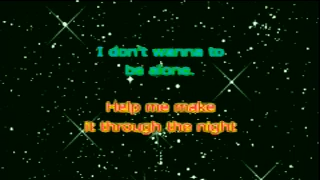 I don't wanna to
be alone.
Help me make
it through the night